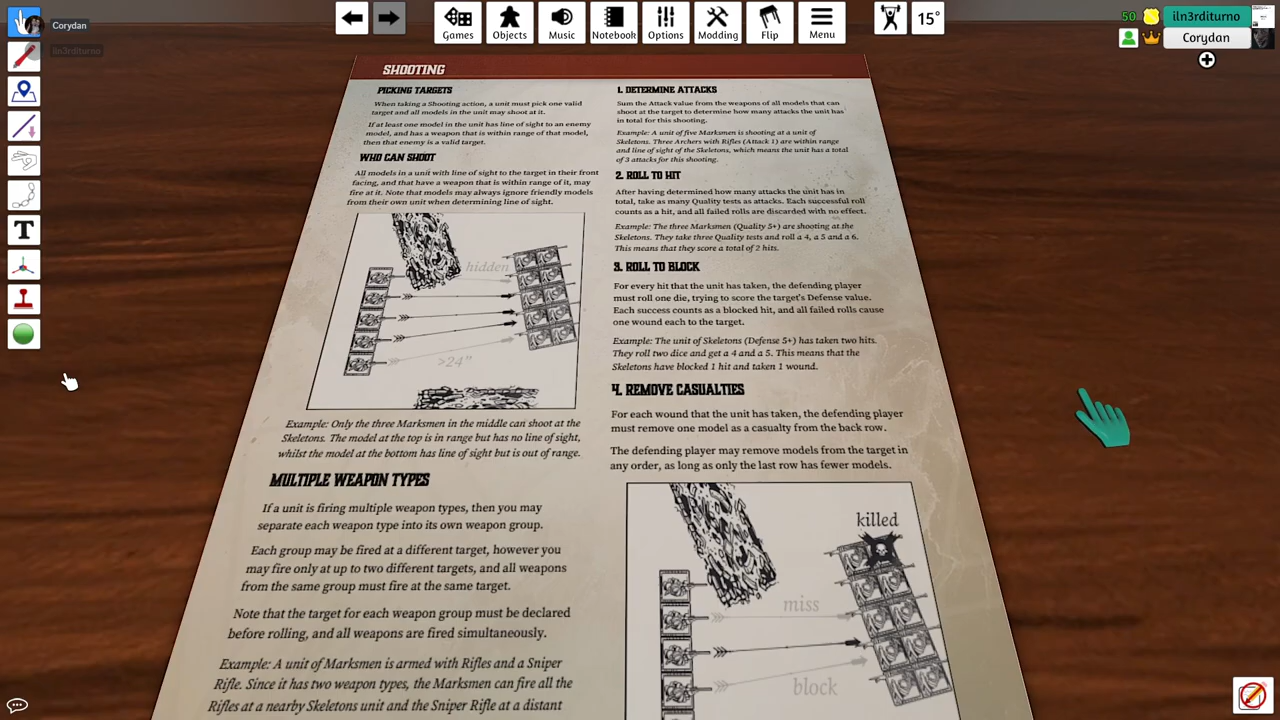 Corydan
iln3rditurno
Games
Objects
Music
Notebook
Options
Modding
Flip
Menu
15°
50
iln3rditurno
Corydan
SHOOTING
PICKING TARGETS
When taking a Shooting action, a unit must pick one valid
target and all models in the unit may shoot at it.
If at least one model in the unit has line of sight to an enemy
model, and has a weapon that is within range of that model,
then that enemy is a valid target.
WHO CAN SHOOT
All models in a unit with line of sight to the target in their front
facing, and that have a weapon that is within range of it, may
fire at it. Note that models may always ignore friendly models
from their own unit when determining line of sight.
hidden
>24"
Example: Only the three Marksmen in the middle can shoot at the
Skeletons. The model at the top is in range but has no line of sight,
whilst the model at the bottom has line of sight but is out of range.
MULTIPLE WEAPON TYPES
If a unit is firing multiple weapon types, then you may
separate each weapon type into its own weapon group.
Each group may be fired at a different target, however you
may fire only at up to two different targets, and all weapons
from the same group must fire at the same target.
Note that the target for each weapon group must be declared
before rolling, and all weapons are fired simultaneously.
Example: A unit of Marksmen is armed with Rifles and a Sniper
Rifle. Since it has two weapon types, the Marksmen can fire all the
Rifles at a nearby Skeletons unit and the Sniper Rifle at a distant
1. DETERMINE ATTACKS
Sum the Attack value from the weapons of all models that can
shoot at the target to determine how many attacks the unit has
in total for this shooting.
Example: A unit of five Marksmen is shooting at a unit of
Skeletons. Three Archers with Rifles (Attack 1) are within range
and line of sight of the Skeletons, which means the unit has a total
of 3 attacks for this shooting.
2. ROLL TO HIT
After having determined how many attacks the unit has in
total, take as many Quality tests as attacks. Each successful roll
counts as a hit, and all failed rolls are discarded with no effect.
Example: The three Marksmen (Quality 5+) are shooting at the
Skeletons. They take three Quality tests and roll a 4, a 5 and a 6.
This means that they score a total of 2 hits.
3. ROLL TO BLOCK
For every hit that the unit has taken, the defending player
must roll one die, trying to score the target's Defense value.
Each success counts as a blocked hit, and all failed rolls cause
one wound each to the target.
Example: The unit of Skeletons (Defense 5+) has taken two hits.
They roll two dice and get a 4 and a 5. This means that the
Skeletons have blocked 1 hit and taken 1 wound.
4. REMOVE CASUALTIES
For each wound that the unit has taken, the defending player
must remove one model as a casualty from the back row.
The defending player may remove models from the target in
any order, as long as only the last row has fewer models.
killed
miss
block